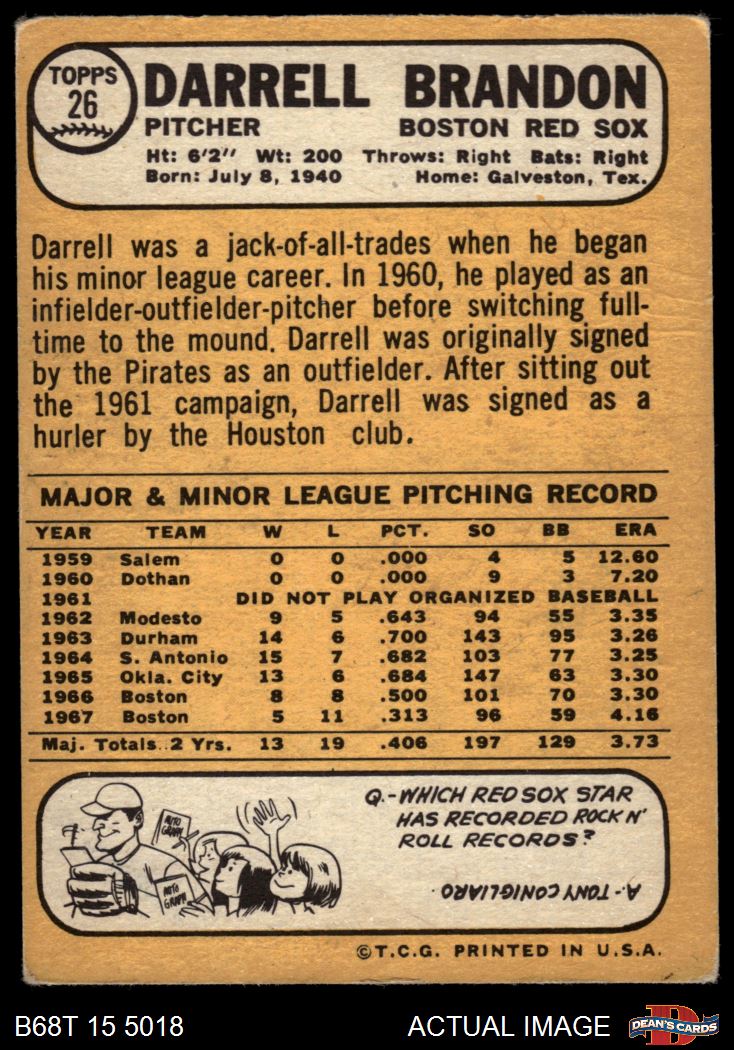 TOPPS
26
DARRELL BRANDON
PITCHER BOSTON RED SOX
Ht: 6'2" Wt: 200 Throws: Right Bats: Right
Born: July 8, 1940 Home: Galveston, Tex.
Darrell was a jack-of-all-trades when he began
his minor league career. In 1960, he played as an
infielder-outfielder-pitcher before switching full-
time to the mound. Darrell was originally signed
by the Pirates as an outfielder. After sitting out
the 1961 campaign, Darrell was signed as a
hurler by the Houston club.
MAJOR & MINOR LEAGUE PITCHING RECORD
YEAR TEAM W L PCT. SO BB ERA
1959 Salem 0 0 .000 4 5 12.60
1960 Dothan 0 0 .000 9 3 7.20
1961 DID NOT PLAY ORGANIZED BASEBALL
1962 Modesto 9 5 .643 94 55 3.35
1963 Durham 14 6 .700 143 95 3.26
1964 S. Antonio 15 7 .682 103 77 3.25
1965 Okla. City 13 6 .684 147 63 3.30
1966 Boston 8 8 .500 101 70 3.30
1967 Boston 5 11 .313 96 59 4.16
Maj. Totals..2 Yrs. 13 19 .406 197 129 3.73
AUTO
GRAPH
AUTO
GRAPH
Q.-WHICH RED SOX STAR
HAS RECORDED ROCK N'
ROLL RECORDS?
A.-TONY CONIGLIARO.
©T.C.G. PRINTED IN U.S.A.
B68T 15 5018 ACTUAL IMAGE
D
DEAN'S CARDS